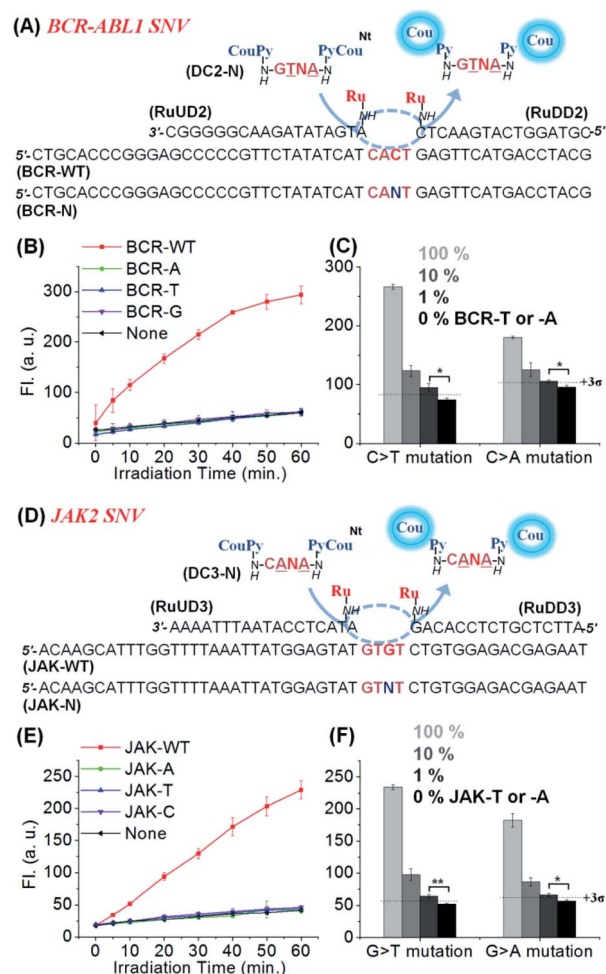 (A) BCR-ABL1 SNV
CouPy PyCou Nt
(DC2-N) N-GTNA-N
H H
Cou Py Py Cou
N-GTNA-N
H H
Ru Ru
(RuUD2) NH NH (RuDD2)
3'-CGGGGGCAAGATATAGTA CTCAAGTACTGGATGC-5'
5'-CTGCACCCGGGAGCCCCCGTTCTATATCAT CACT GAGTTCATGACCTACG
(BCR-WT)
5'-CTGCACCCGGGAGCCCCCGTTCTATATCAT CANT GAGTTCATGACCTACG
(BCR-N)
(B)
BCR-WT
BCR-A
BCR-T
BCR-G
None
Fl. (a. u.)
300
250
200
150
100
50
0
0 10 20 30 40 50 60
Irradiation Time (min.)
(C)
100 %
10 %
1 %
0 % BCR-T or -A
300
200
100
0
* *
+3σ
C>T mutation C>A mutation
(D) JAK2 SNV
CouPy PyCou Nt
(DC3-N) N-CANA-N
H H
Cou Py Py Cou
N-CANA-N
H H
Ru Ru
(RuUD3) NH NH (RuDD3)
3'-AAAATTTAATACCTCATA GACACCTCTGCTCTTA-5'
5'-ACAAGCATTTGGTTTTAAATTATGGAGTAT GTGT CTGTGGAGACGAGAAT
(JAK-WT)
5'-ACAAGCATTTGGTTTTAAATTATGGAGTAT GTNT CTGTGGAGACGAGAAT
(JAK-N)
(E)
JAK-WT
JAK-A
JAK-T
JAK-C
None
Fl. (a. u.)
250
200
150
100
50
0
0 10 20 30 40 50 60
Irradiation Time (min.)
(F)
100 %
10 %
1 %
0 % JAK-T or -A
250
200
150
100
50
0
** *
+3σ
G>T mutation G>A mutation